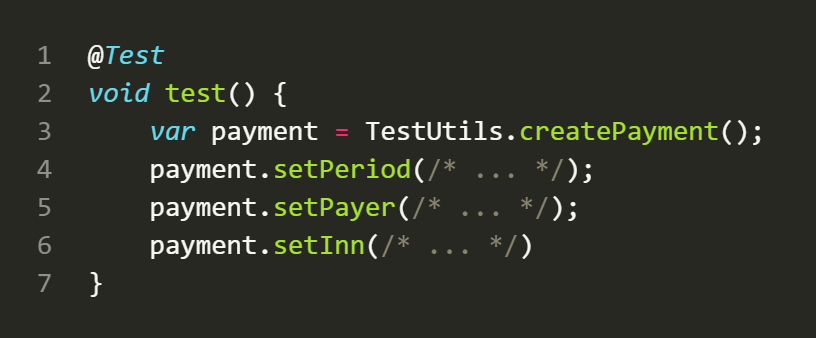 1 @Test
2 void test() {
3     var payment = TestUtils.createPayment();
4     payment.setPeriod(/* ... */);
5     payment.setPayer(/* ... */);
6     payment.setInn(/* ... */)
7 }